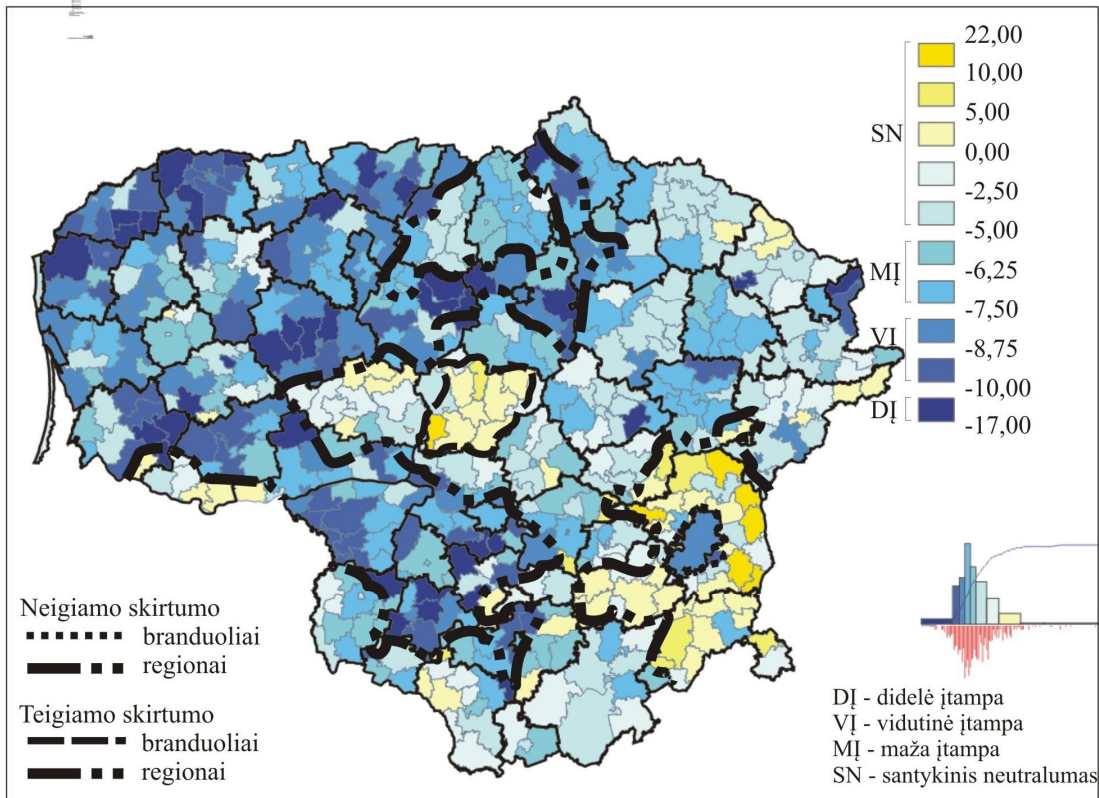 22,00
10,00
5,00
0,00
-2,50
-5,00
-6,25
-7,50
-8,75
-10,00
-17,00
SN
MĮ
VĮ
DĮ
Neigiamo skirtumo
branduoliai
regionai
Teigiamo skirtumo
branduoliai
regionai
DĮ - didelė įtampa
VĮ - vidutinė įtampa
MĮ - maža įtampa
SN - santykinis neutralumas